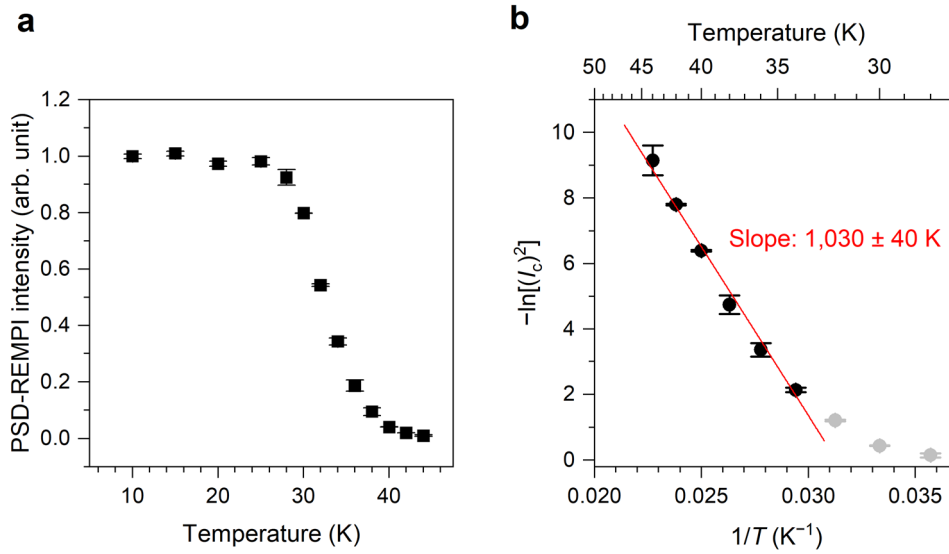 a
PSD-REMPI intensity (arb. unit)
1.2
1.0
0.8
0.6
0.4
0.2
0.0
10 20 30 40
Temperature (K)
b
Temperature (K)
50 45 40 35 30
−ln[(Ic)2]
10
8
6
4
2
0
Slope: 1,030 ± 40 K
0.020 0.025 0.030 0.035
1/T (K−1)